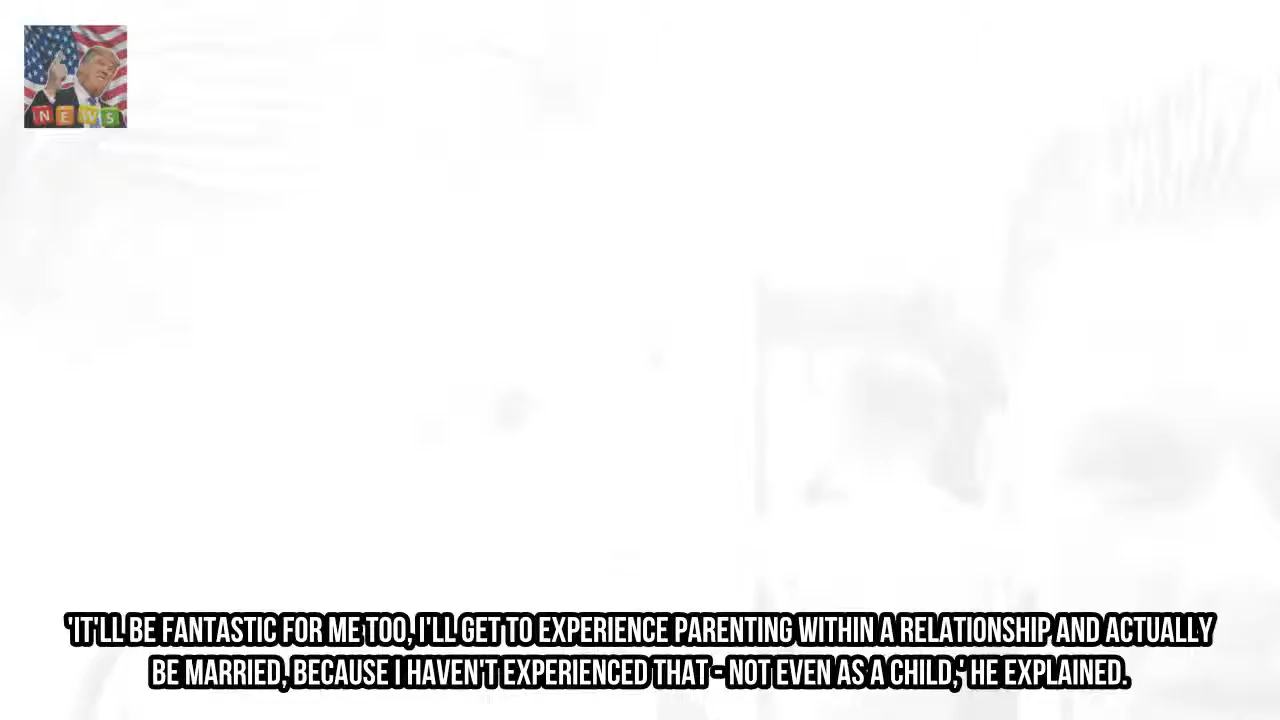 NEWS
'IT'LL BE FANTASTIC FOR ME TOO, I'LL GET TO EXPERIENCE PARENTING WITHIN A RELATIONSHIP AND ACTUALLY
BE MARRIED, BECAUSE I HAVEN'T EXPERIENCED THAT - NOT EVEN AS A CHILD,' HE EXPLAINED.